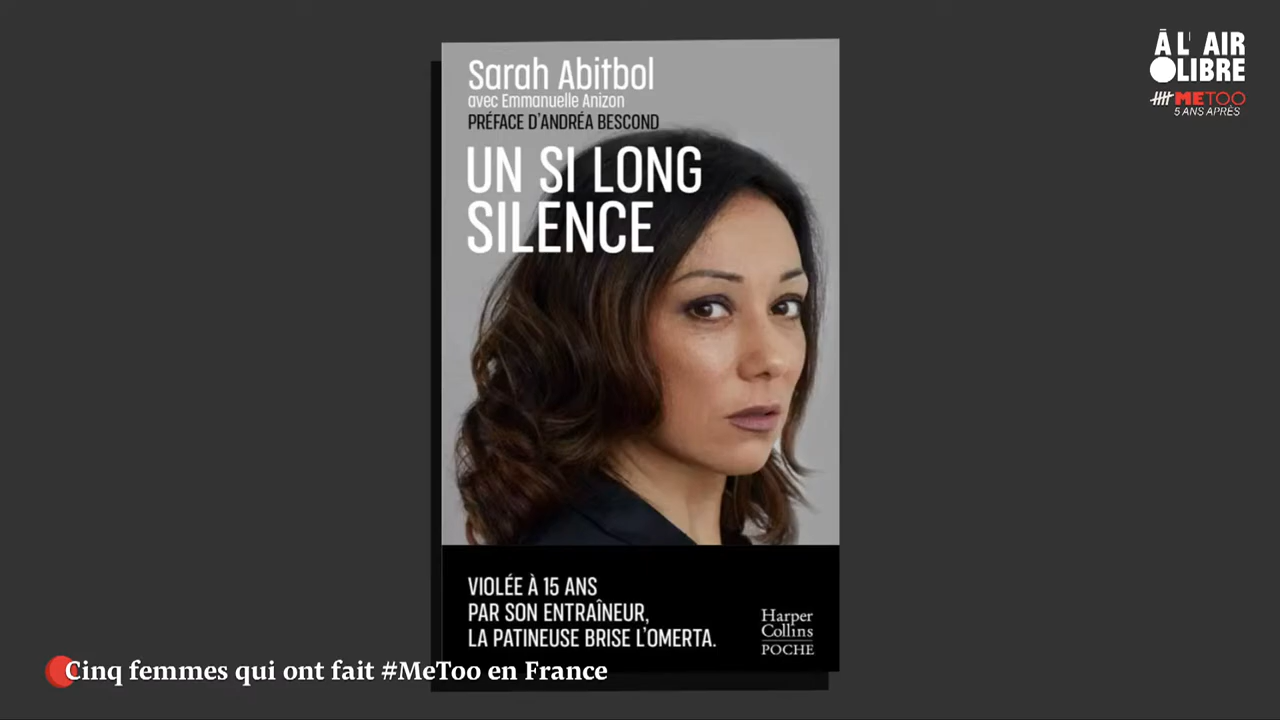 Sarah Abitbol
avec Emmanuelle Anizon
PRÉFACE D'ANDRÉA BESCOND
UN SI LONG
SILENCE
VIOLÉE À 15 ANS
PAR SON ENTRAÎNEUR,
LA PATINEUSE BRISE L'OMERTA.
Harper
Collins
POCHE
À L' AIR
LIBRE
#METOO
5 ANS APRÈS
Cinq femmes qui ont fait #MeToo en France